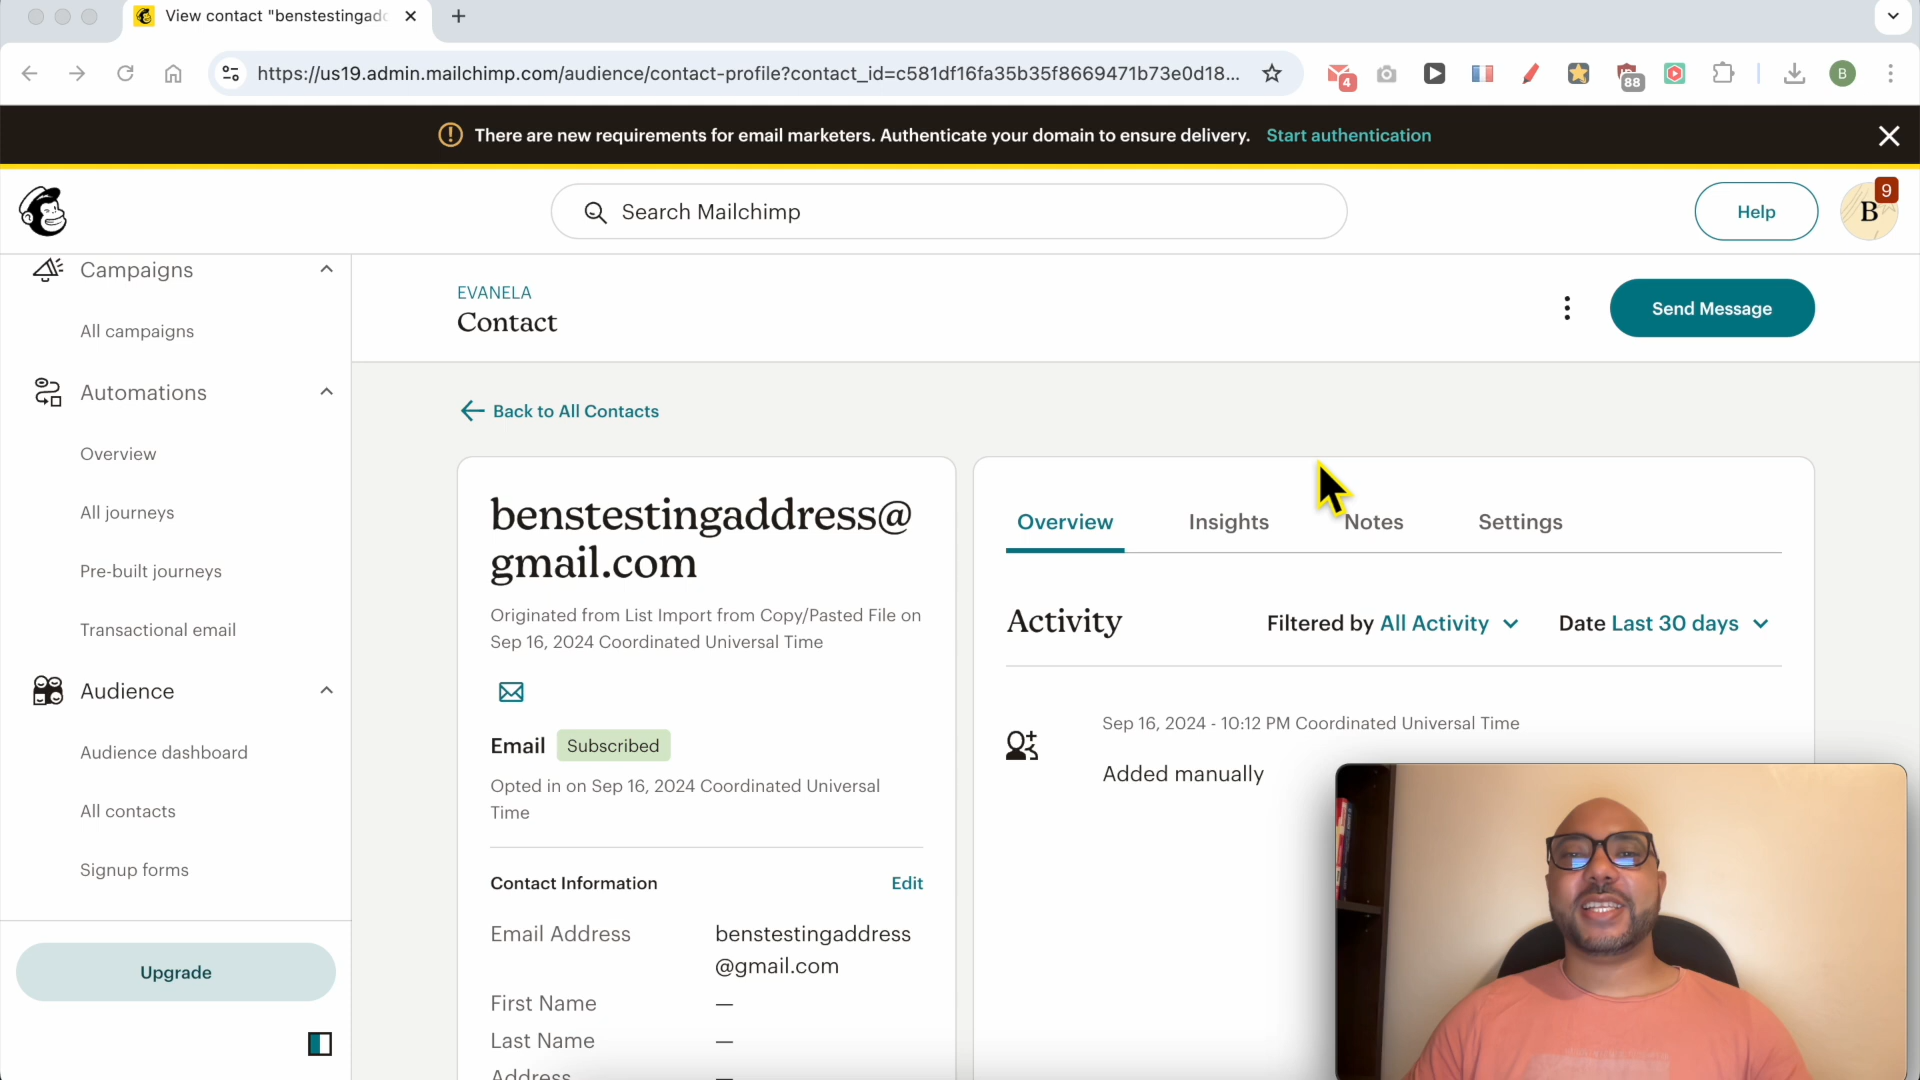 View contact "benstestingadd
https://us19.admin.mailchimp.com/audience/contact-profile?contact_id=c581df16fa35b35f8669471b73e0d18...
4
88
B
There are new requirements for email marketers. Authenticate your domain to ensure delivery. Start authentication
Search Mailchimp
Help
B
9
Campaigns
All campaigns
Automations
Overview
All journeys
Pre-built journeys
Transactional email
Audience
Audience dashboard
All contacts
Signup forms
Upgrade
EVANELA
Contact
Send Message
Back to All Contacts
benstestingaddress@
gmail.com
Originated from List Import from Copy/Pasted File on
Sep 16, 2024 Coordinated Universal Time
Email Subscribed
Opted in on Sep 16, 2024 Coordinated Universal
Time
Contact Information Edit
Email Address benstestingaddress
@gmail.com
First Name —
Last Name —
Address —
Overview Insights Notes Settings
Activity Filtered by All Activity Date Last 30 days
Sep 16, 2024 - 10:12 PM Coordinated Universal Time
Added manually